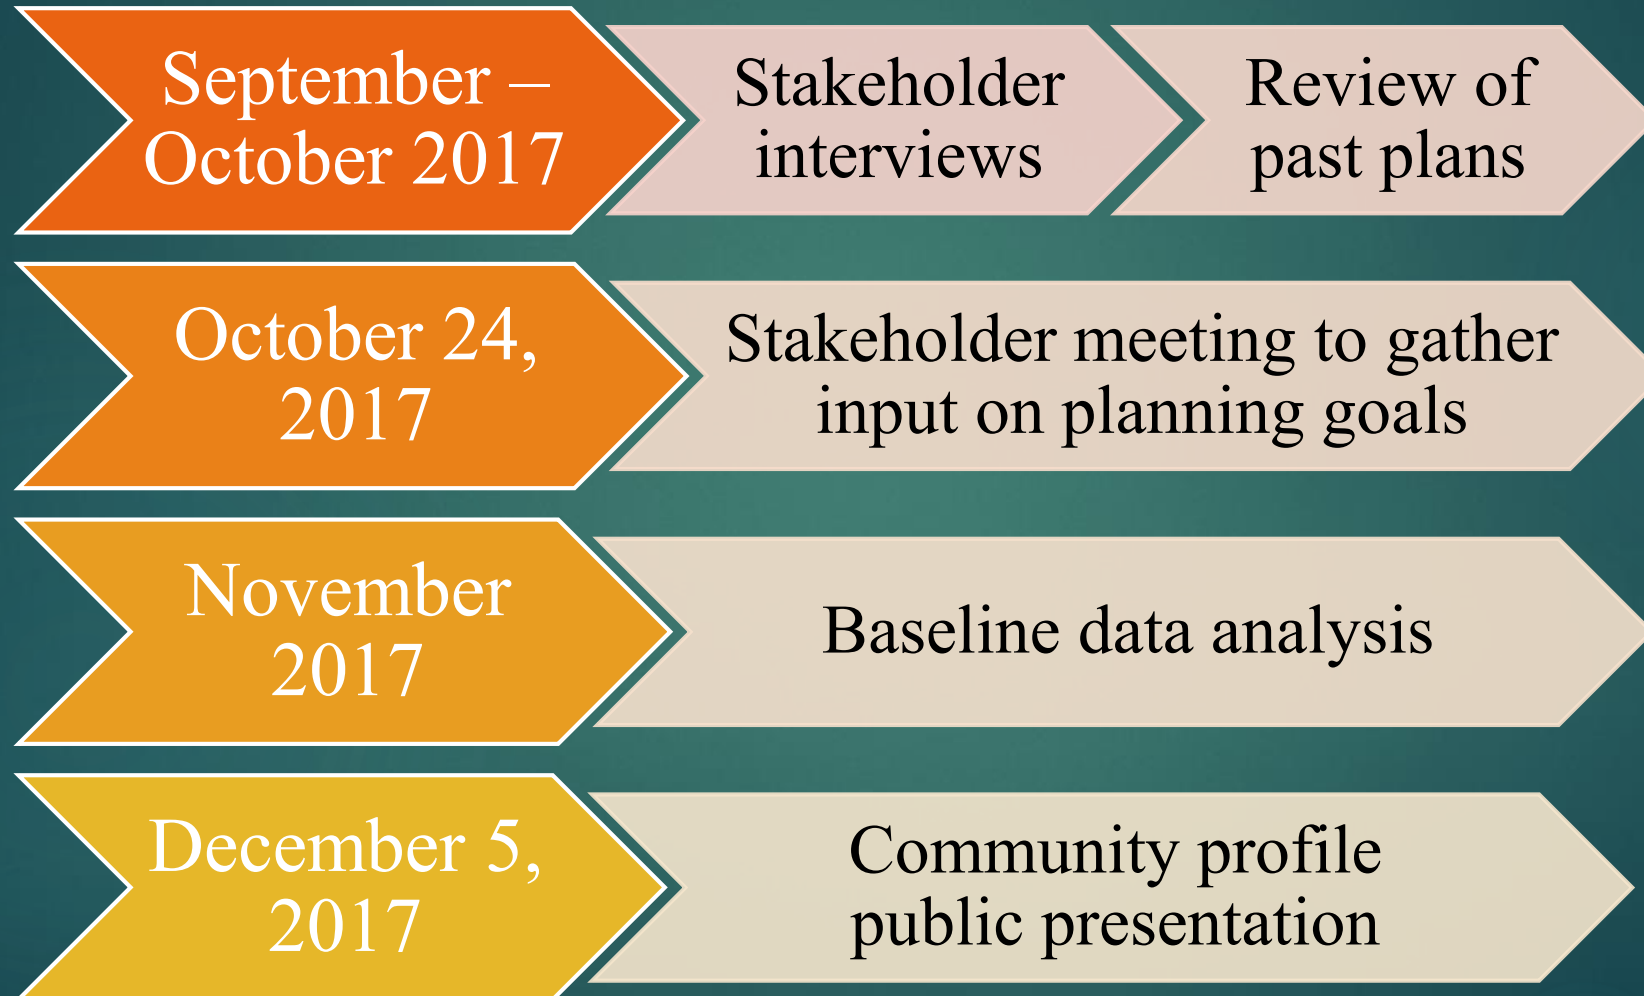 September –
October 2017
Stakeholder
interviews
Review of
past plans
October 24,
2017
Stakeholder meeting to gather
input on planning goals
November
2017
Baseline data analysis
December 5,
2017
Community profile
public presentation